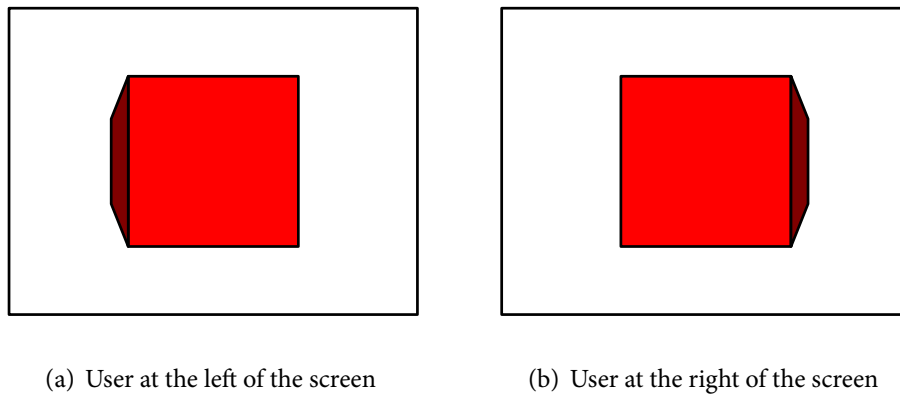 (a) User at the left of the screen
(b) User at the right of the screen